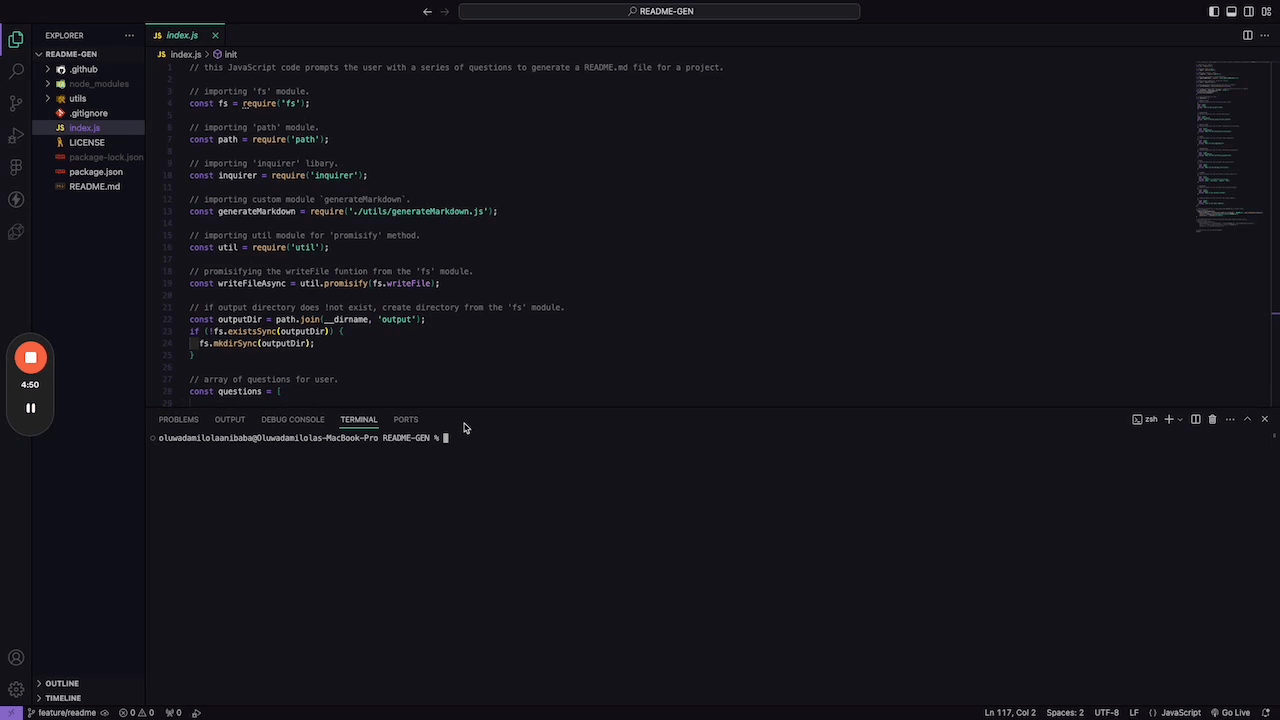 README-GEN
EXPLORER
README-GEN
.github
node_modules
utils
.gitignore
JS index.js
LICENSE
package-lock.json
package.json
README.md
OUTLINE
TIMELINE
JS index.js
JS index.js > init
1 // this JavaScript code prompts the user with a series of questions to generate a README.md file for a project.
2
3 // importing 'fs' module.
4 const fs = require('fs');
5
6 // importing 'path' module.
7 const path = require('path');
8
9 // importing 'inquirer' libary.
10 const inquirer = require('inquirer');
11
12 // importing custom module `generateMarkdown`.
13 const generateMarkdown = require('./utils/generateMarkdown.js');
14
15 // importing util module for 'promisify' method.
16 const util = require('util');
17
18 // promisifying the writeFile funtion from the 'fs' module.
19 const writeFileAsync = util.promisify(fs.writeFile);
20
21 // if output directory does !not exist, create directory from the 'fs' module.
22 const outputDir = path.join(__dirname, 'output');
23 if (!fs.existsSync(outputDir)) {
24 fs.mkdirSync(outputDir);
25 }
26
27 // array of questions for user.
28 const questions = [
29
4:50
PROBLEMS OUTPUT DEBUG CONSOLE TERMINAL PORTS
zsh
oluwadamilolaanibaba@Oluwadamilolas-MacBook-Pro README-GEN %
feature/readme 0 0 0
Ln 117, Col 2 Spaces: 2 UTF-8 LF {} JavaScript Go Live